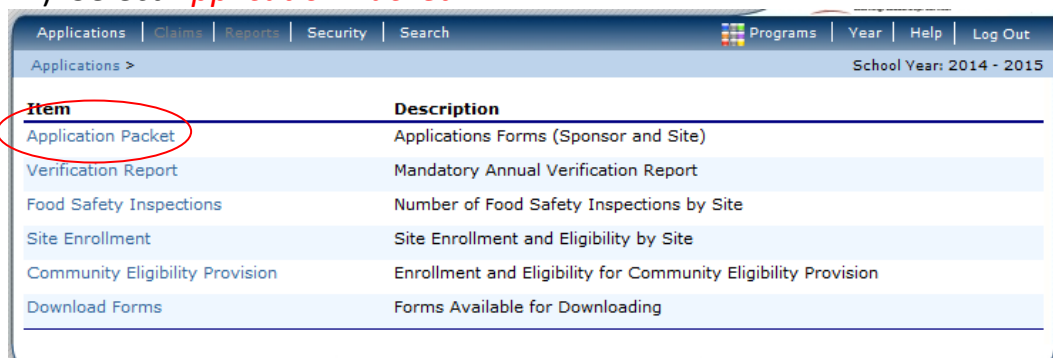 Select Application Packet
Applications | Claims | Reports | Security | Search Programs | Year | Help | Log Out
Applications > School Year: 2014 - 2015
Item Description
Application Packet Applications Forms (Sponsor and Site)
Verification Report Mandatory Annual Verification Report
Food Safety Inspections Number of Food Safety Inspections by Site
Site Enrollment Site Enrollment and Eligibility by Site
Community Eligibility Provision Enrollment and Eligibility for Community Eligibility Provision
Download Forms Forms Available for Downloading